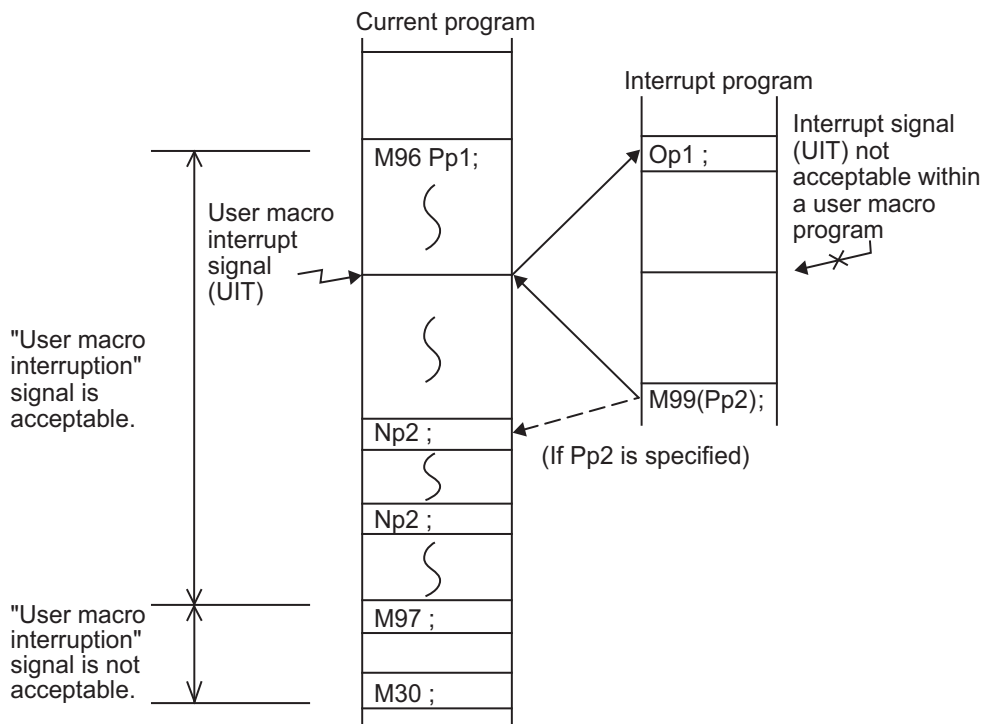 Current program
Interrupt program
M96 Pp1;
Op1 ;
Interrupt signal
(UIT) not
acceptable within
a user macro
program
User macro
interrupt
signal
(UIT)
"User macro
interruption"
signal is
acceptable.
M99(Pp2);
Np2 ;
(If Pp2 is specified)
Np2 ;
"User macro
interruption"
signal is not
acceptable.
M97 ;
M30 ;